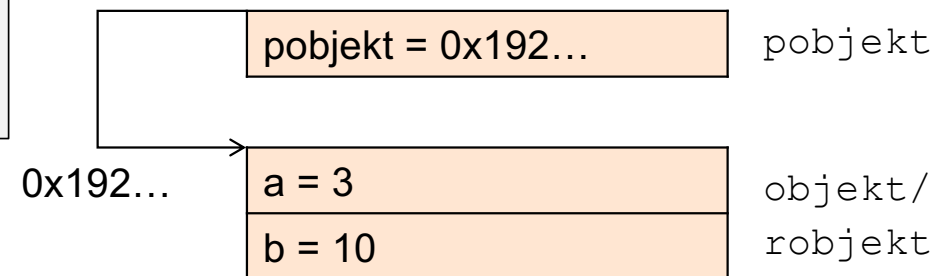 pobjekt = 0x192… pobjekt
0x192… a = 3 objekt/
b = 10 robjekt